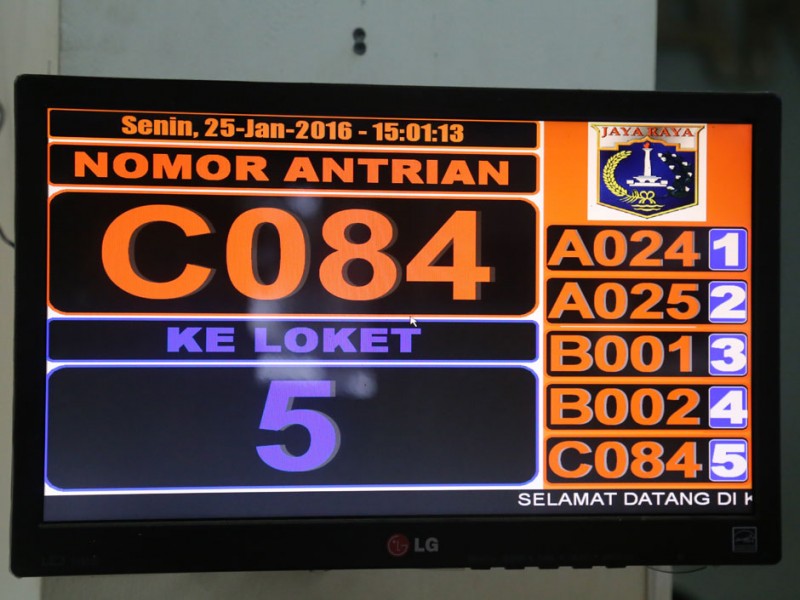 Senin, 25-Jan-2016 - 15:01:13
NOMOR ANTRIAN
C084
KE LOKET
5
JAYA RAYA
A024 1
A025 2
B001 3
B002 4
C084 5
SELAMAT DATANG DI K
LG